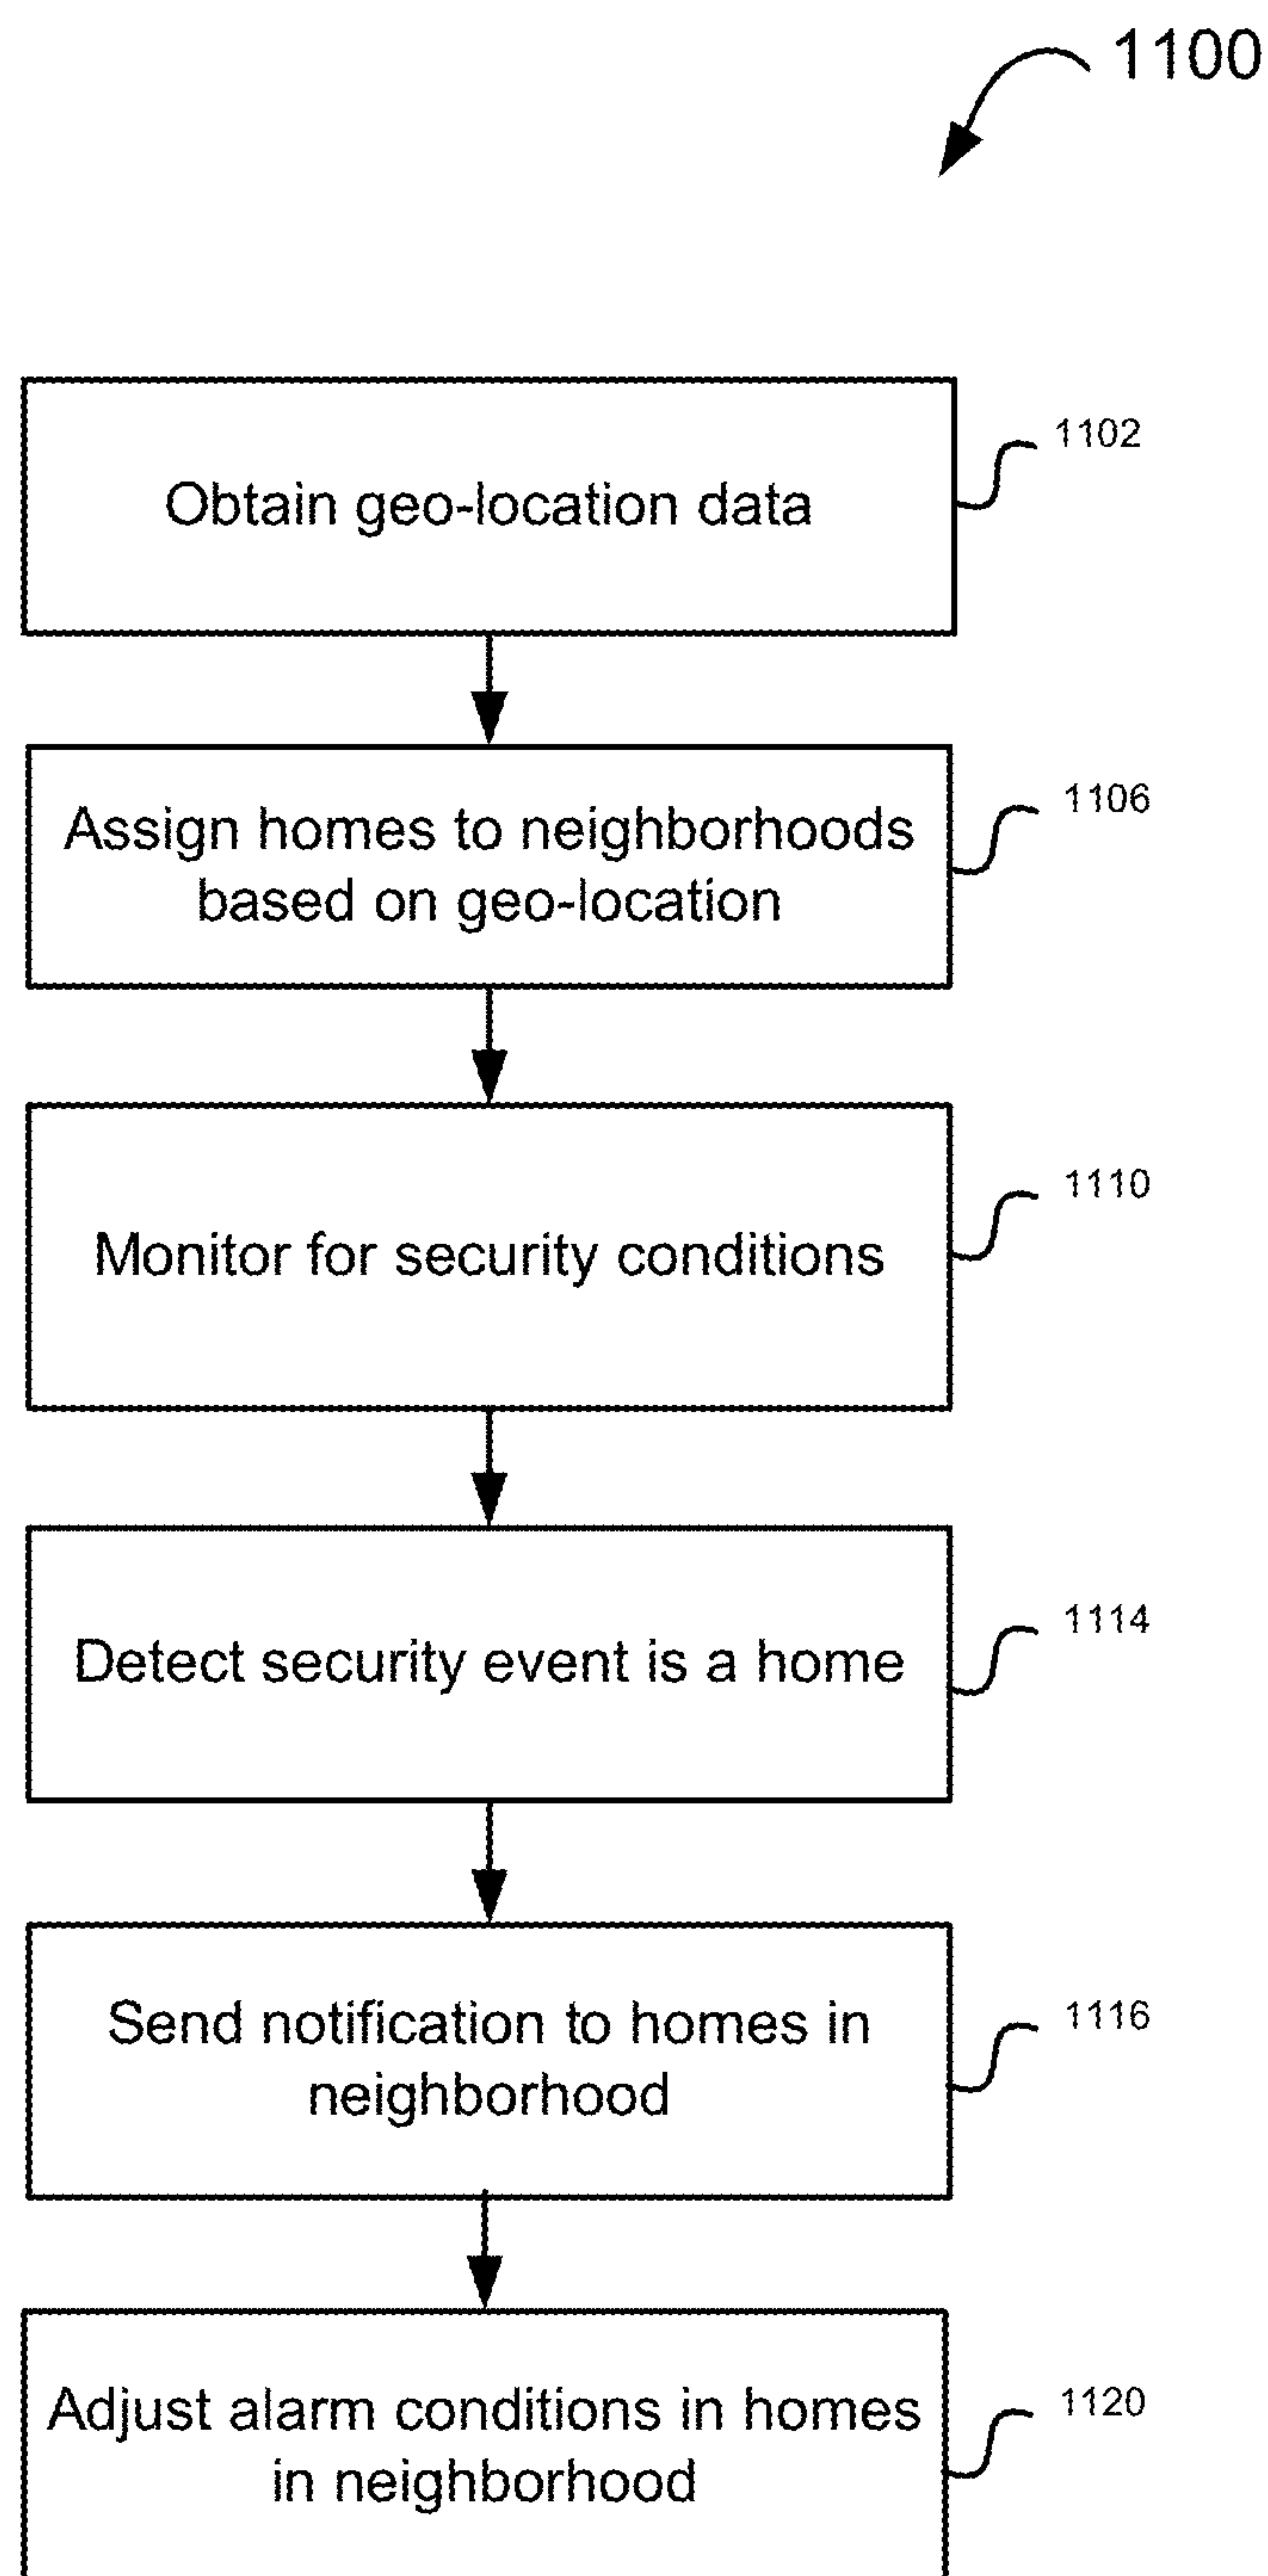 1100
Obtain geo-location data
1102
Assign homes to neighborhoods
based on geo-location
1106
Monitor for security conditions
1110
Detect security event is a home
1114
Send notification to homes in
neighborhood
1116
Adjust alarm conditions in homes
in neighborhood
1120